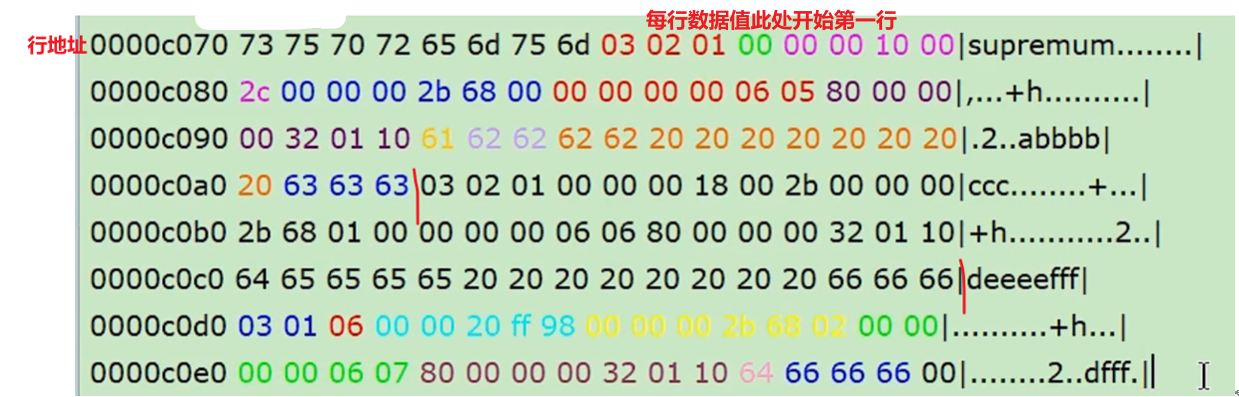 每行数据值此处开始第一行
行地址0000c070 73 75 70 72 65 6d 75 6d 03 02 01 00 00 00 10 00|supremum........|
0000c080 2c 00 00 00 2b 68 00 00 00 00 00 06 05 80 00 00|,...+h..........|
0000c090 00 32 01 10 61 62 62 62 62 20 20 20 20 20 20 20|.2..abbbb|
0000c0a0 20 63 63 63 03 02 01 00 00 00 18 00 2b 00 00 00|ccc........+...|
0000c0b0 2b 68 01 00 00 00 00 06 06 80 00 00 00 32 01 10|+h...........2..|
0000c0c0 64 65 65 65 65 20 20 20 20 20 20 20 20 66 66 66|deeeefff|
0000c0d0 03 01 06 00 00 20 ff 98 00 00 00 2b 68 02 00 00|..........+h...|
0000c0e0 00 00 06 07 80 00 00 00 32 01 10 64 66 66 66 00|........2..dfff.||